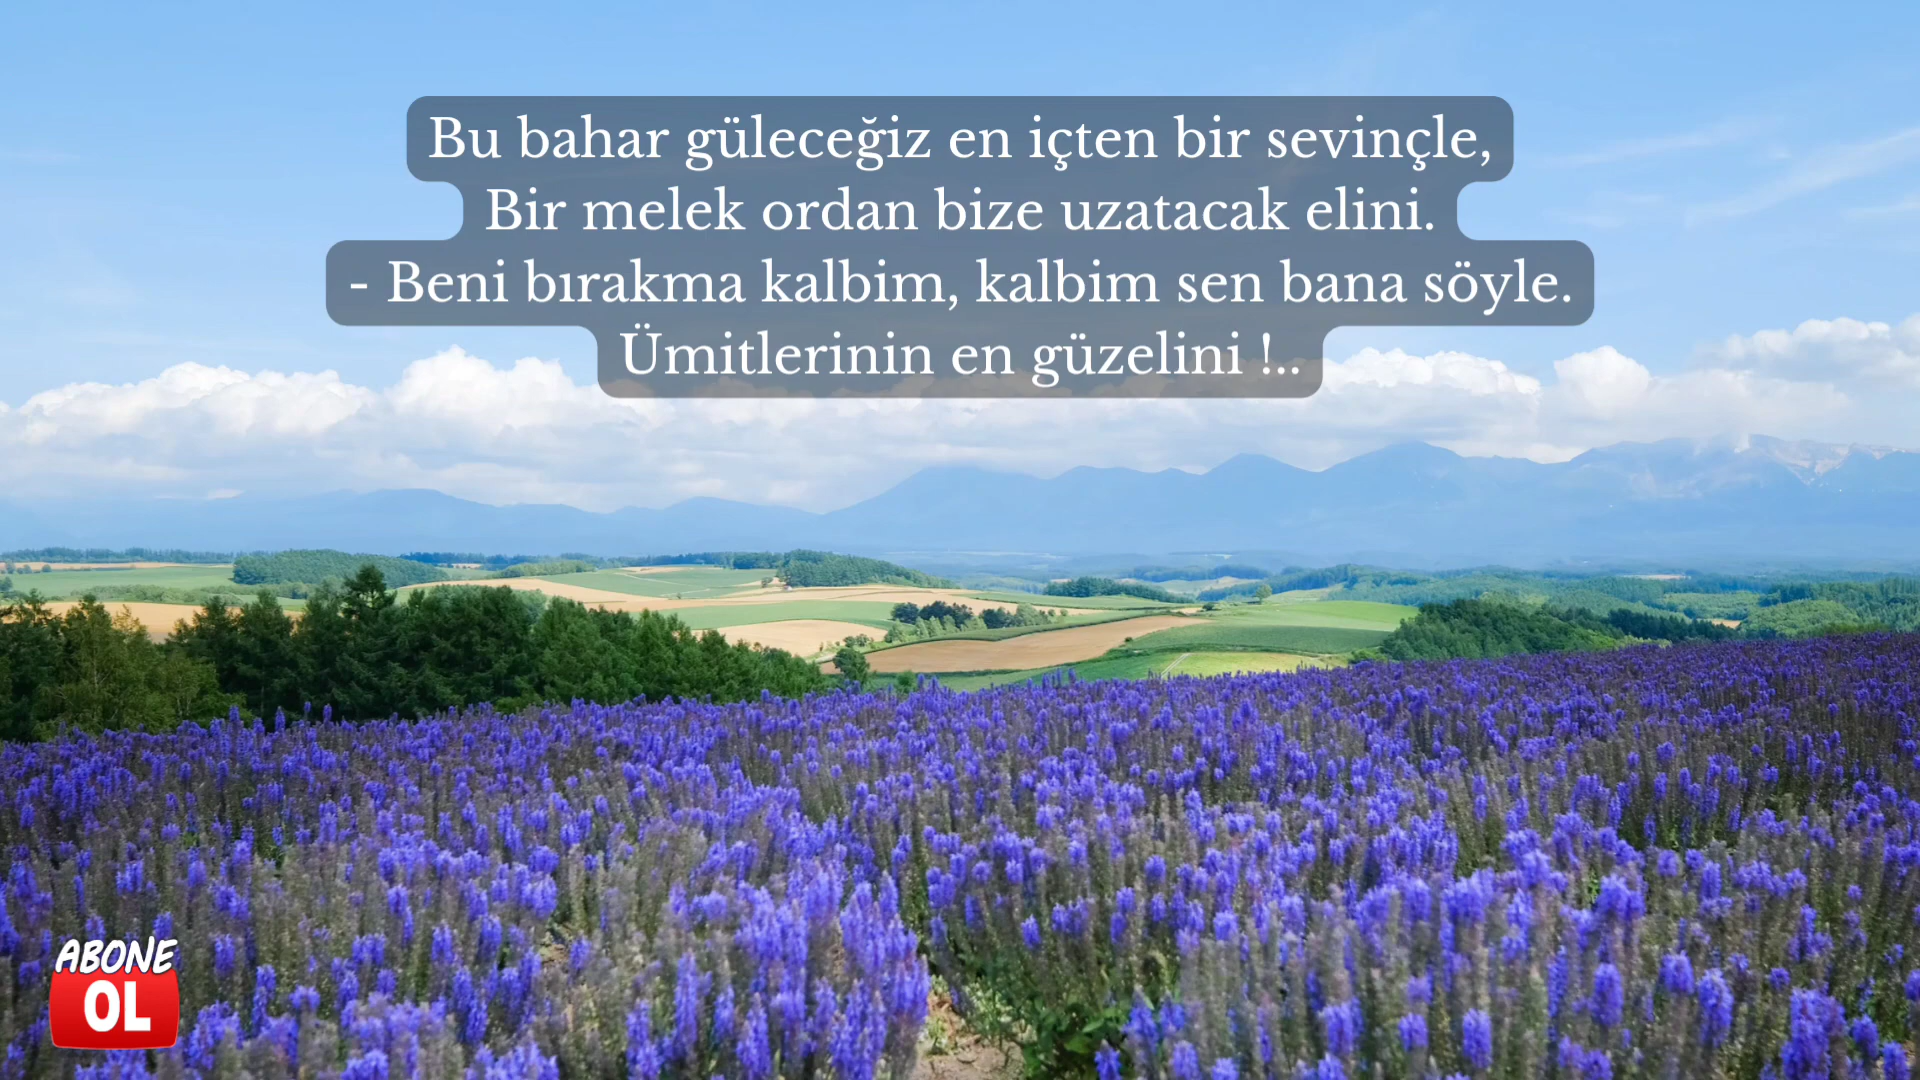 Bu bahar güleceğiz en içten bir sevinçle,
Bir melek ordan bize uzatacak elini.
- Beni bırakma kalbim, kalbim sen bana söyle.
Ümitlerinin en güzelini !..
ABONE
OL